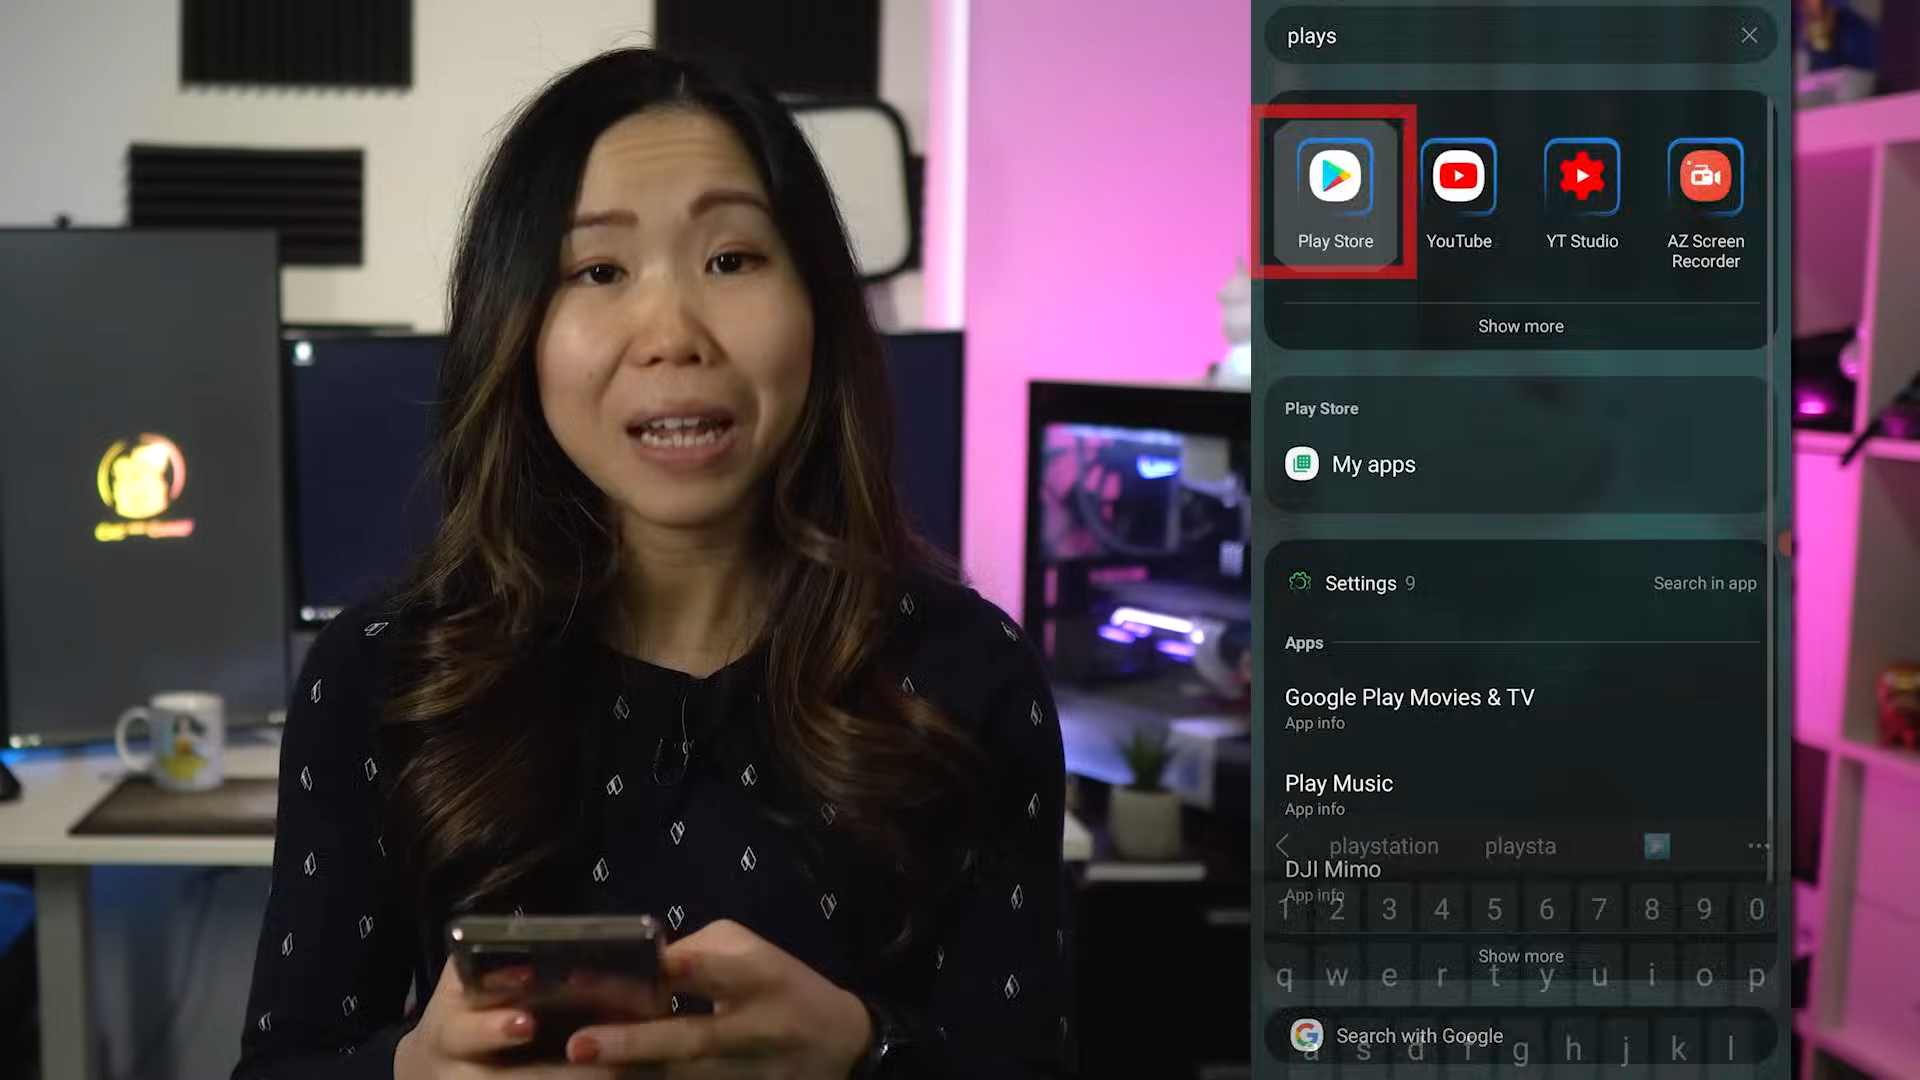 plays
Play Store
YouTube
YT Studio
AZ Screen
Recorder
Show more
Play Store
My apps
Settings 9
Search in app
Apps
Google Play Movies & TV
App info
Play Music
App info
playstation
playsta
DJI Mimo
App info
1 2 3 4 5 6 7 8 9 0
Show more
q w e r t y u i o p
Search with Google
a s d f g h j k l